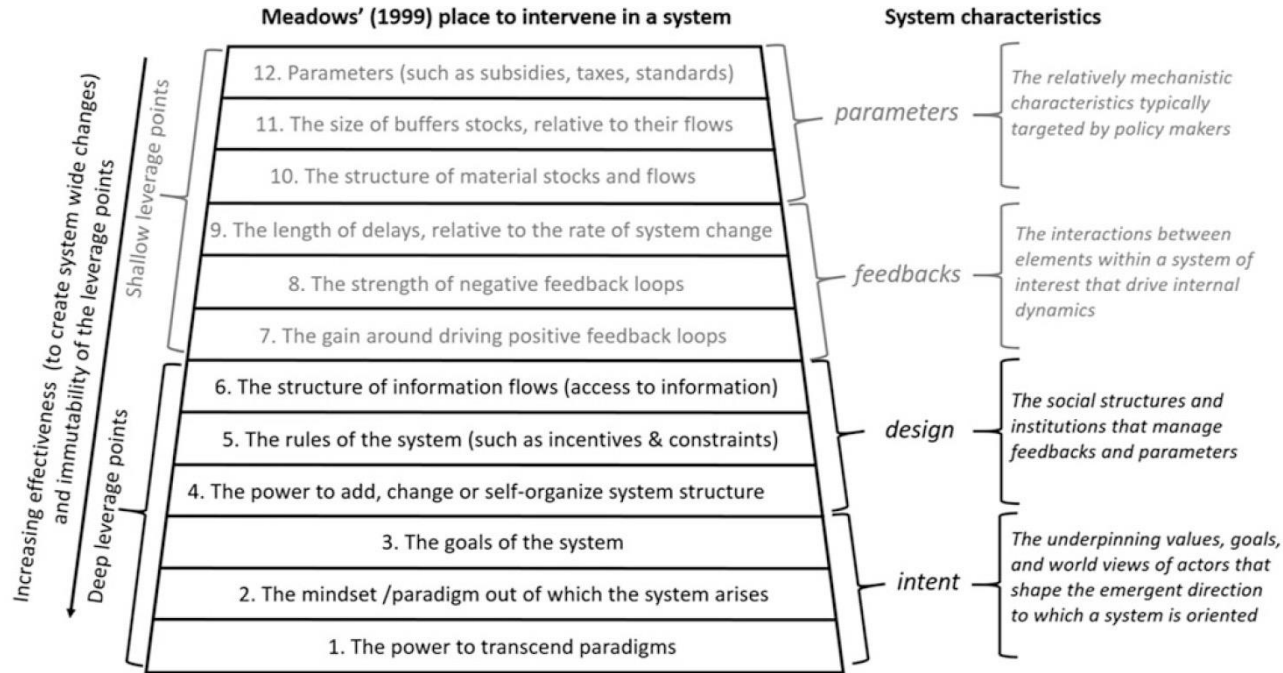 Meadows' (1999) place to intervene in a system
System characteristics
Increasing effectiveness (to create system wide changes)
and immutability of the leverage points
Shallow leverage points
Deep leverage points
12. Parameters (such as subsidies, taxes, standards)
11. The size of buffers stocks, relative to their flows
10. The structure of material stocks and flows
9. The length of delays, relative to the rate of system change
8. The strength of negative feedback loops
7. The gain around driving positive feedback loops
6. The structure of information flows (access to information)
5. The rules of the system (such as incentives & constraints)
4. The power to add, change or self-organize system structure
3. The goals of the system
2. The mindset /paradigm out of which the system arises
1. The power to transcend paradigms
parameters
The relatively mechanistic
characteristics typically
targeted by policy makers
feedbacks
The interactions between
elements within a system of
interest that drive internal
dynamics
design
The social structures and
institutions that manage
feedbacks and parameters
intent
The underpinning values, goals,
and world views of actors that
shape the emergent direction
to which a system is oriented